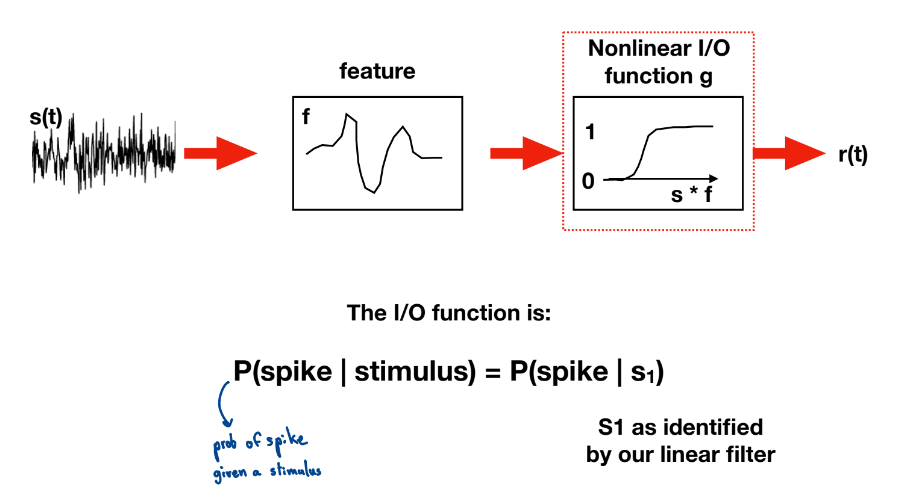 Nonlinear I/O
function g
feature
s(t)
f
1
0
s * f
r(t)
The I/O function is:
P(spike | stimulus) = P(spike | s₁)
prob of spike
given a stimulus
S1 as identified
by our linear filter